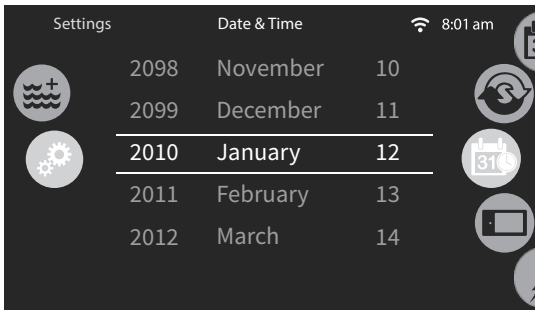 Settings Date & Time 8:01 am
2098 November 10
2099 December 11
2010 January 12
31
2011 February 13
2012 March 14